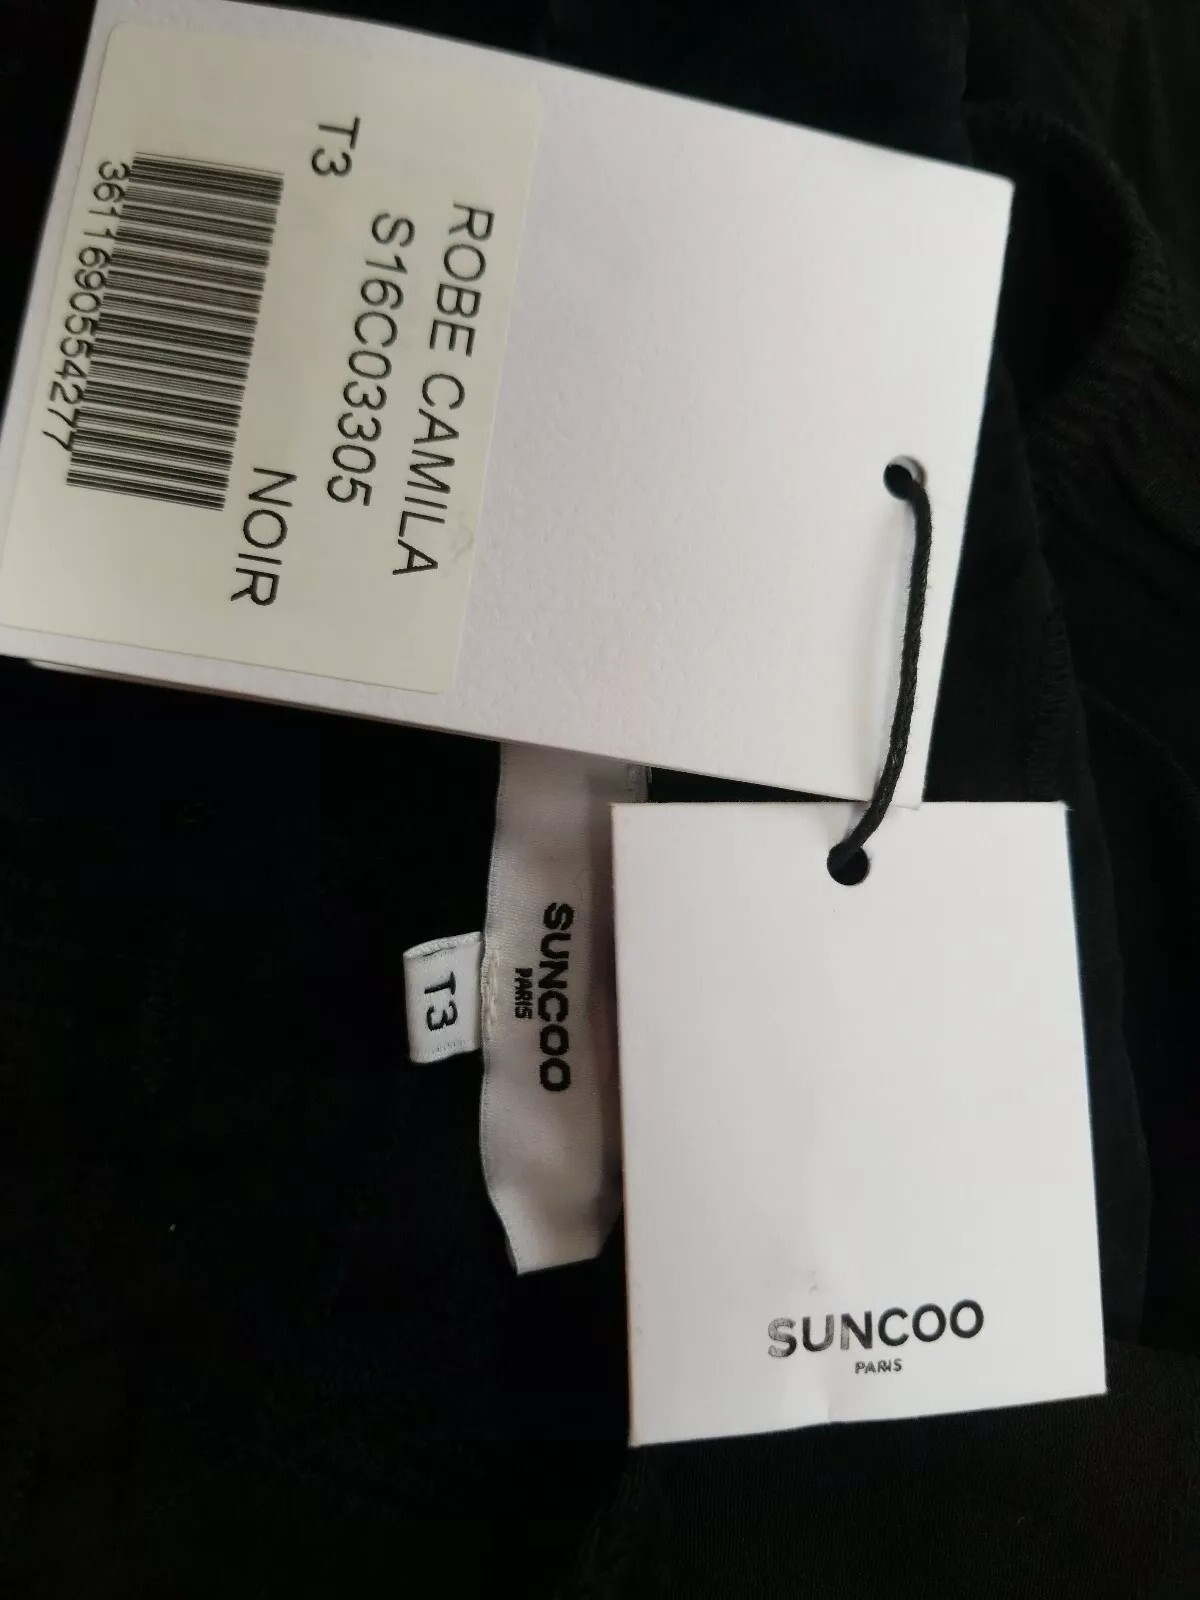 ROBE CAMILA
S16C03305
T3
NOIR
3611690554277
SUNCOO
PARIS
T3
SUNCOO
PARIS